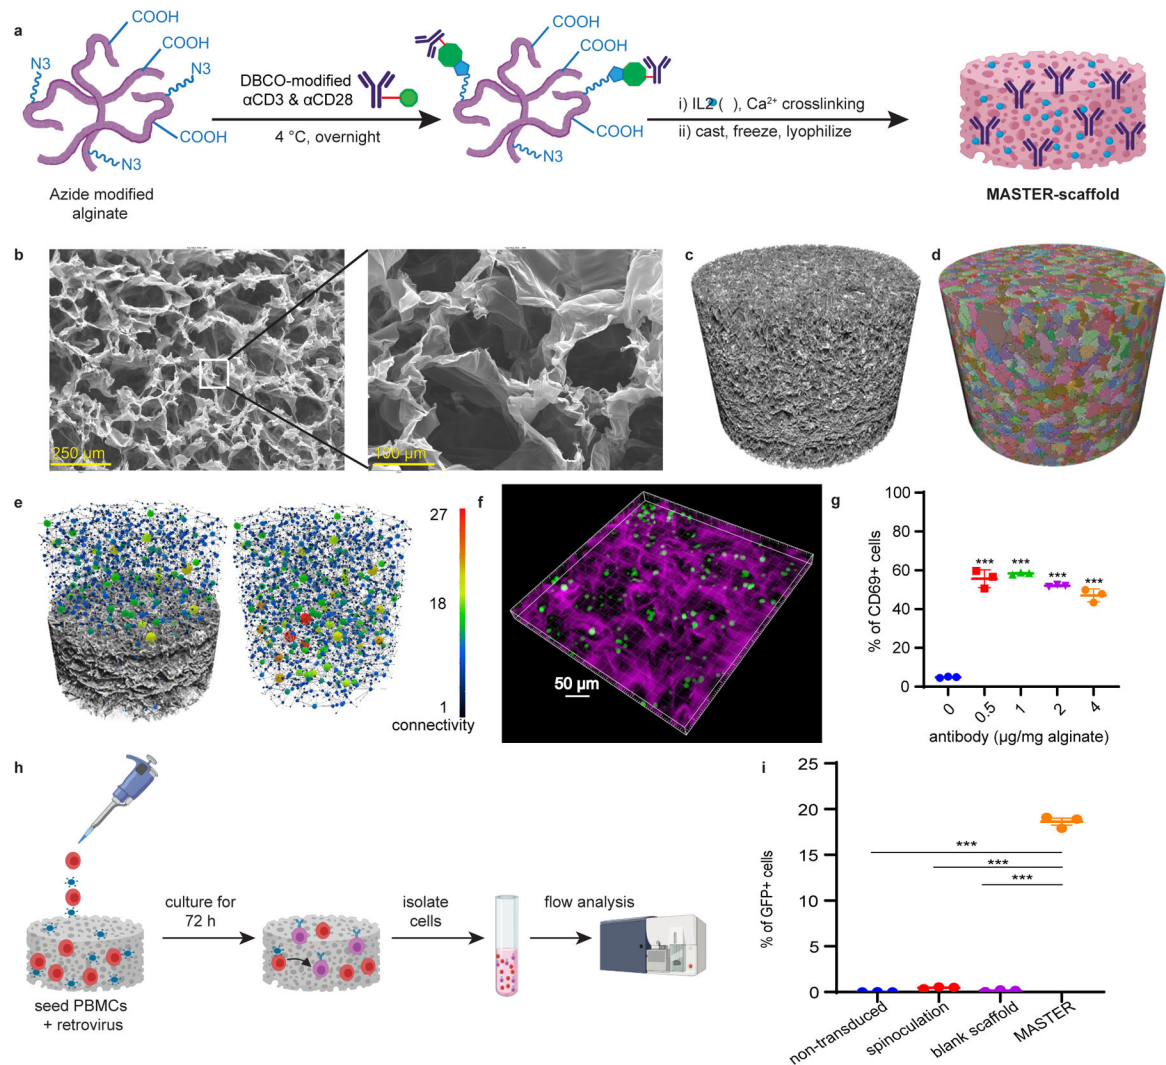 a
COOH
COOH
N3
N3
COOH
N3
Azide modified
alginate
DBCO-modified
αCD3 & αCD28
4 °C, overnight
COOH
COOH
COOH
N3
i) IL2 ( ), Ca²⁺ crosslinking
ii) cast, freeze, lyophilize
MASTER-scaffold
b
250 µm
100 µm
c
d
e
27
18
1
connectivity
f
50 µm
g
% of CD69+ cells
100
80
60
40
20
0
***
***
***
***
0
0.5
1
2
4
antibody (µg/mg alginate)
h
seed PBMCs
+ retrovirus
culture for
72 h
isolate
cells
flow analysis
i
% of GFP+ cells
25
20
15
10
5
0
***
***
***
non-transduced
spinoculation
blank scaffold
MASTER